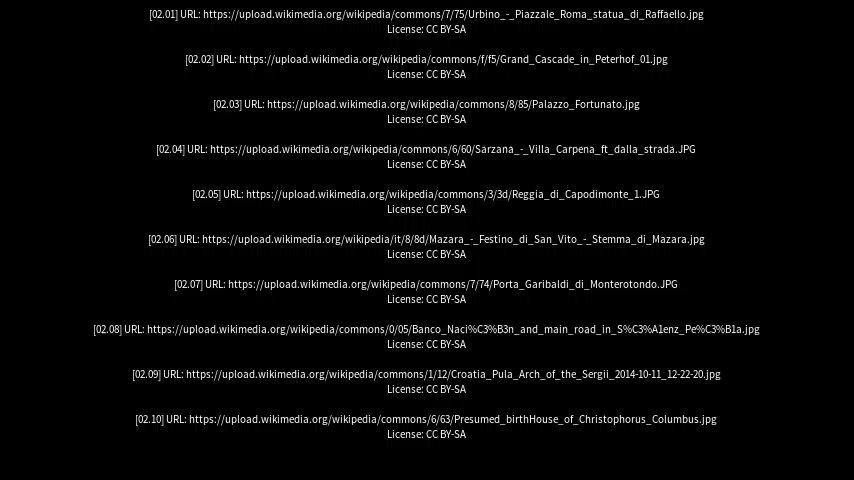 [02.01] URL: https://upload.wikimedia.org/wikipedia/commons/7/75/Urbino_-_Piazzale_Roma_statua_di_Raffaello.jpg
License: CC BY-SA
[02.02] URL: https://upload.wikimedia.org/wikipedia/commons/f/f5/Grand_Cascade_in_Peterhof_01.jpg
License: CC BY-SA
[02.03] URL: https://upload.wikimedia.org/wikipedia/commons/8/85/Palazzo_Fortunato.jpg
License: CC BY-SA
[02.04] URL: https://upload.wikimedia.org/wikipedia/commons/6/60/Sarzana_-_Villa_Carpena_ft_dalla_strada.JPG
License: CC BY-SA
[02.05] URL: https://upload.wikimedia.org/wikipedia/commons/3/3d/Reggia_di_Capodimonte_1.JPG
License: CC BY-SA
[02.06] URL: https://upload.wikimedia.org/wikipedia/it/8/8d/Mazara_-_Festino_di_San_Vito_-_Stemma_di_Mazara.jpg
License: CC BY-SA
[02.07] URL: https://upload.wikimedia.org/wikipedia/commons/7/74/Porta_Garibaldi_di_Monterotondo.JPG
License: CC BY-SA
[02.08] URL: https://upload.wikimedia.org/wikipedia/commons/0/05/Banco_Naci%C3%B3n_and_main_road_in_S%C3%A1enz_Pe%C3%B1a.jpg
License: CC BY-SA
[02.09] URL: https://upload.wikimedia.org/wikipedia/commons/1/12/Croatia_Pula_Arch_of_the_Sergii_2014-10-11_12-22-20.jpg
License: CC BY-SA
[02.10] URL: https://upload.wikimedia.org/wikipedia/commons/6/63/Presumed_birthHouse_of_Christophorus_Columbus.jpg
License: CC BY-SA